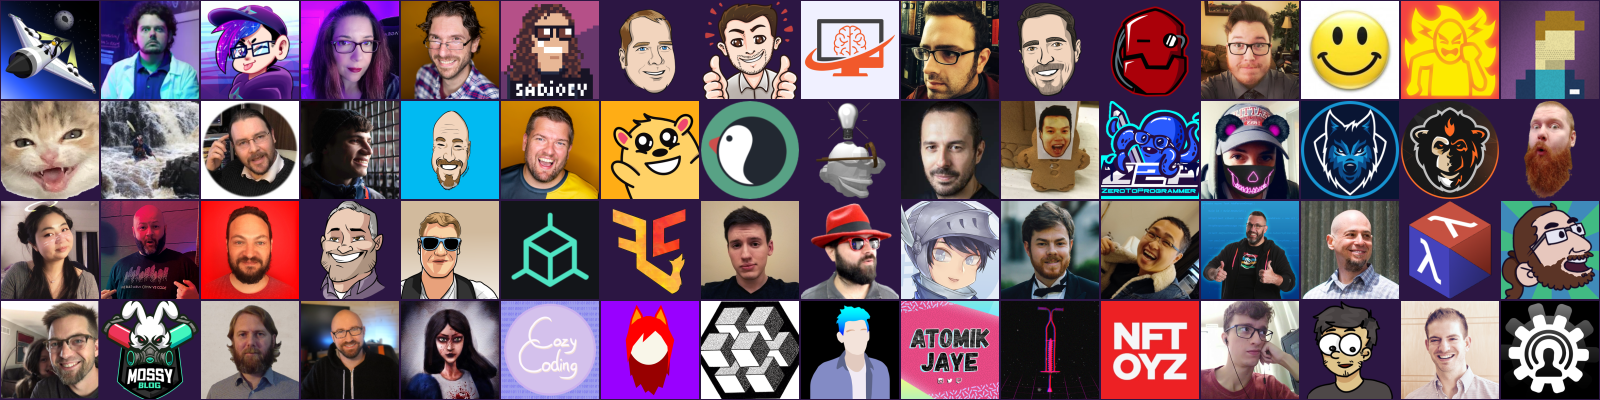 SADJOEY
ZEROTOPROGRAMMER
MOSSY
BLOG
Cozy
Coding
ATOMIK
JAYE
NFT
OYZ